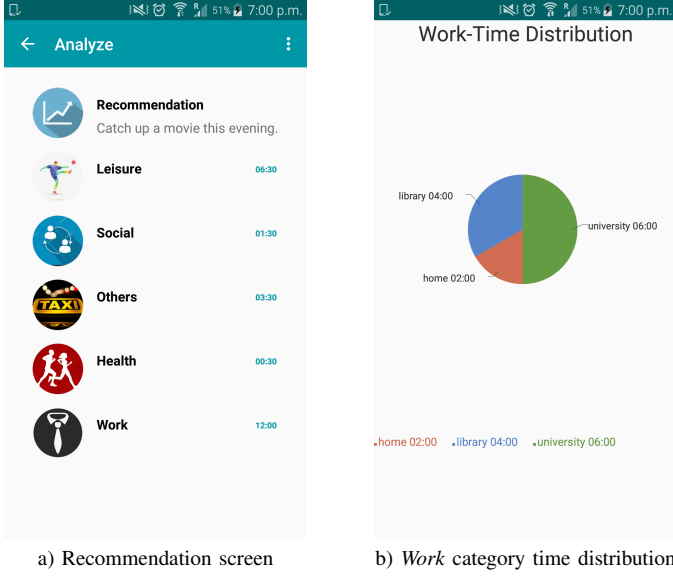 R 51% 7:00 p.m.
Analyze
Recommendation
Catch up a movie this evening.
Leisure 06:30
Social 01:30
Others 03:30
TAXI
Health 00:30
Work 12:00
a) Recommendation screen
R 51% 7:00 p.m.
Work-Time Distribution
library 04:00
university 06:00
home 02:00
home 02:00 library 04:00 university 06:00
b) Work category time distribution